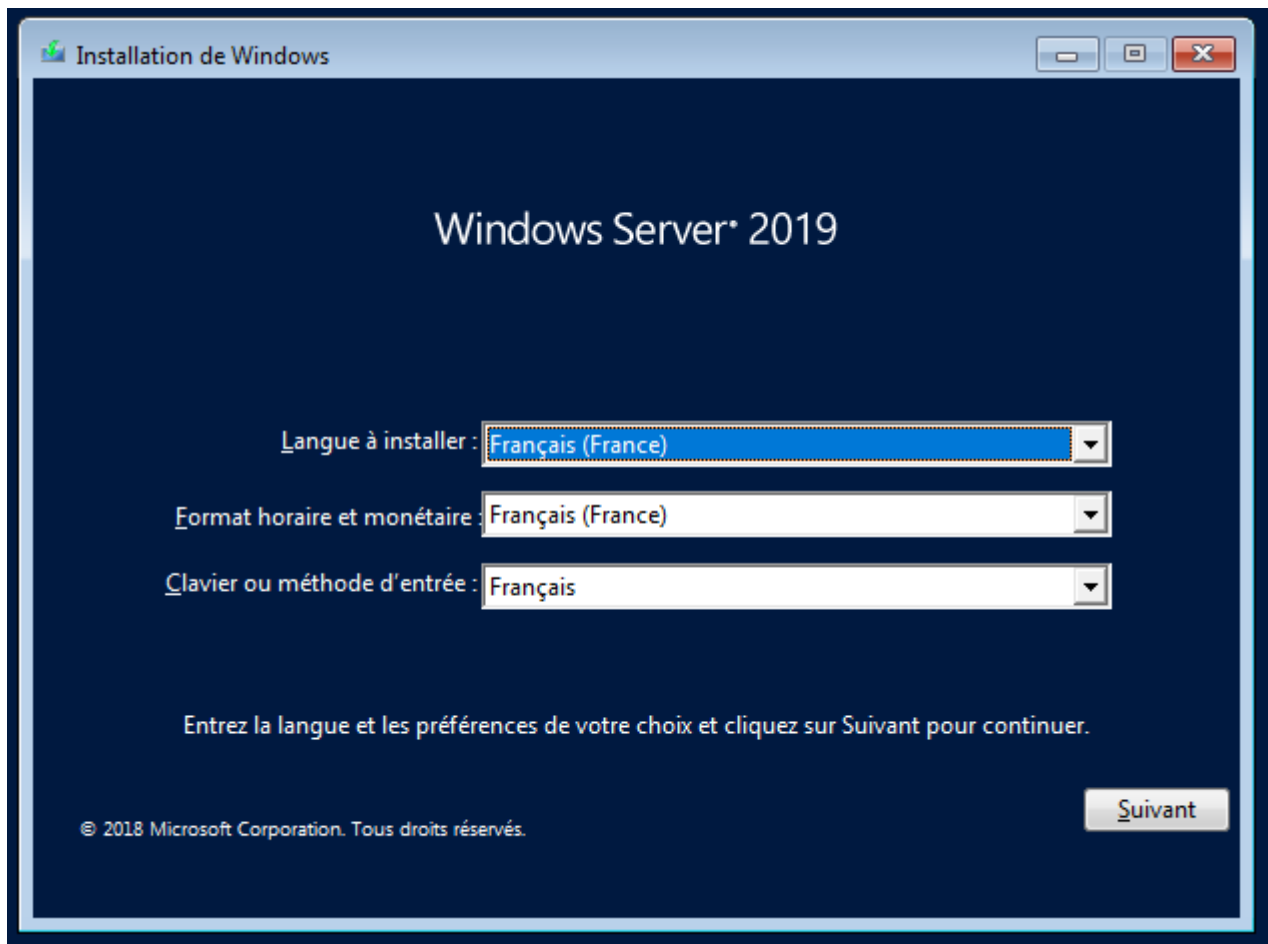 Installation de Windows
Windows Server® 2019
Langue à installer : Français (France)
Format horaire et monétaire : Français (France)
Clavier ou méthode d'entrée : Français
Entrez la langue et les préférences de votre choix et cliquez sur Suivant pour continuer.
Suivant
© 2018 Microsoft Corporation. Tous droits réservés.